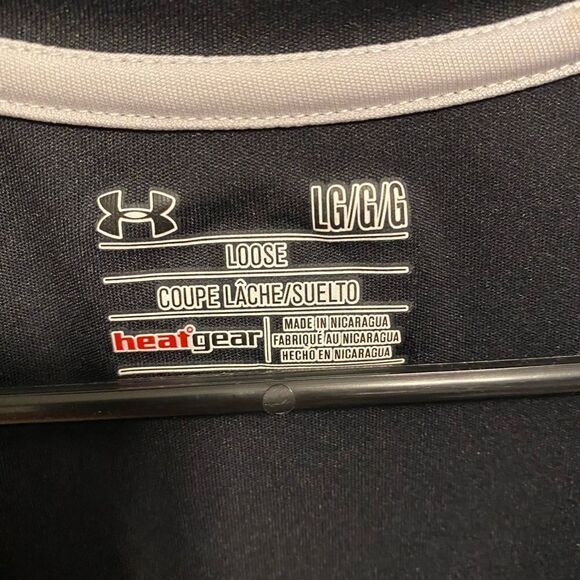 LG/G/G
LOOSE
COUPE LÂCHE/SUELTO
heatgear
MADE IN NICARAGUA
FABRIQUÉ AU NICARAGUA
HECHO EN NICARAGUA